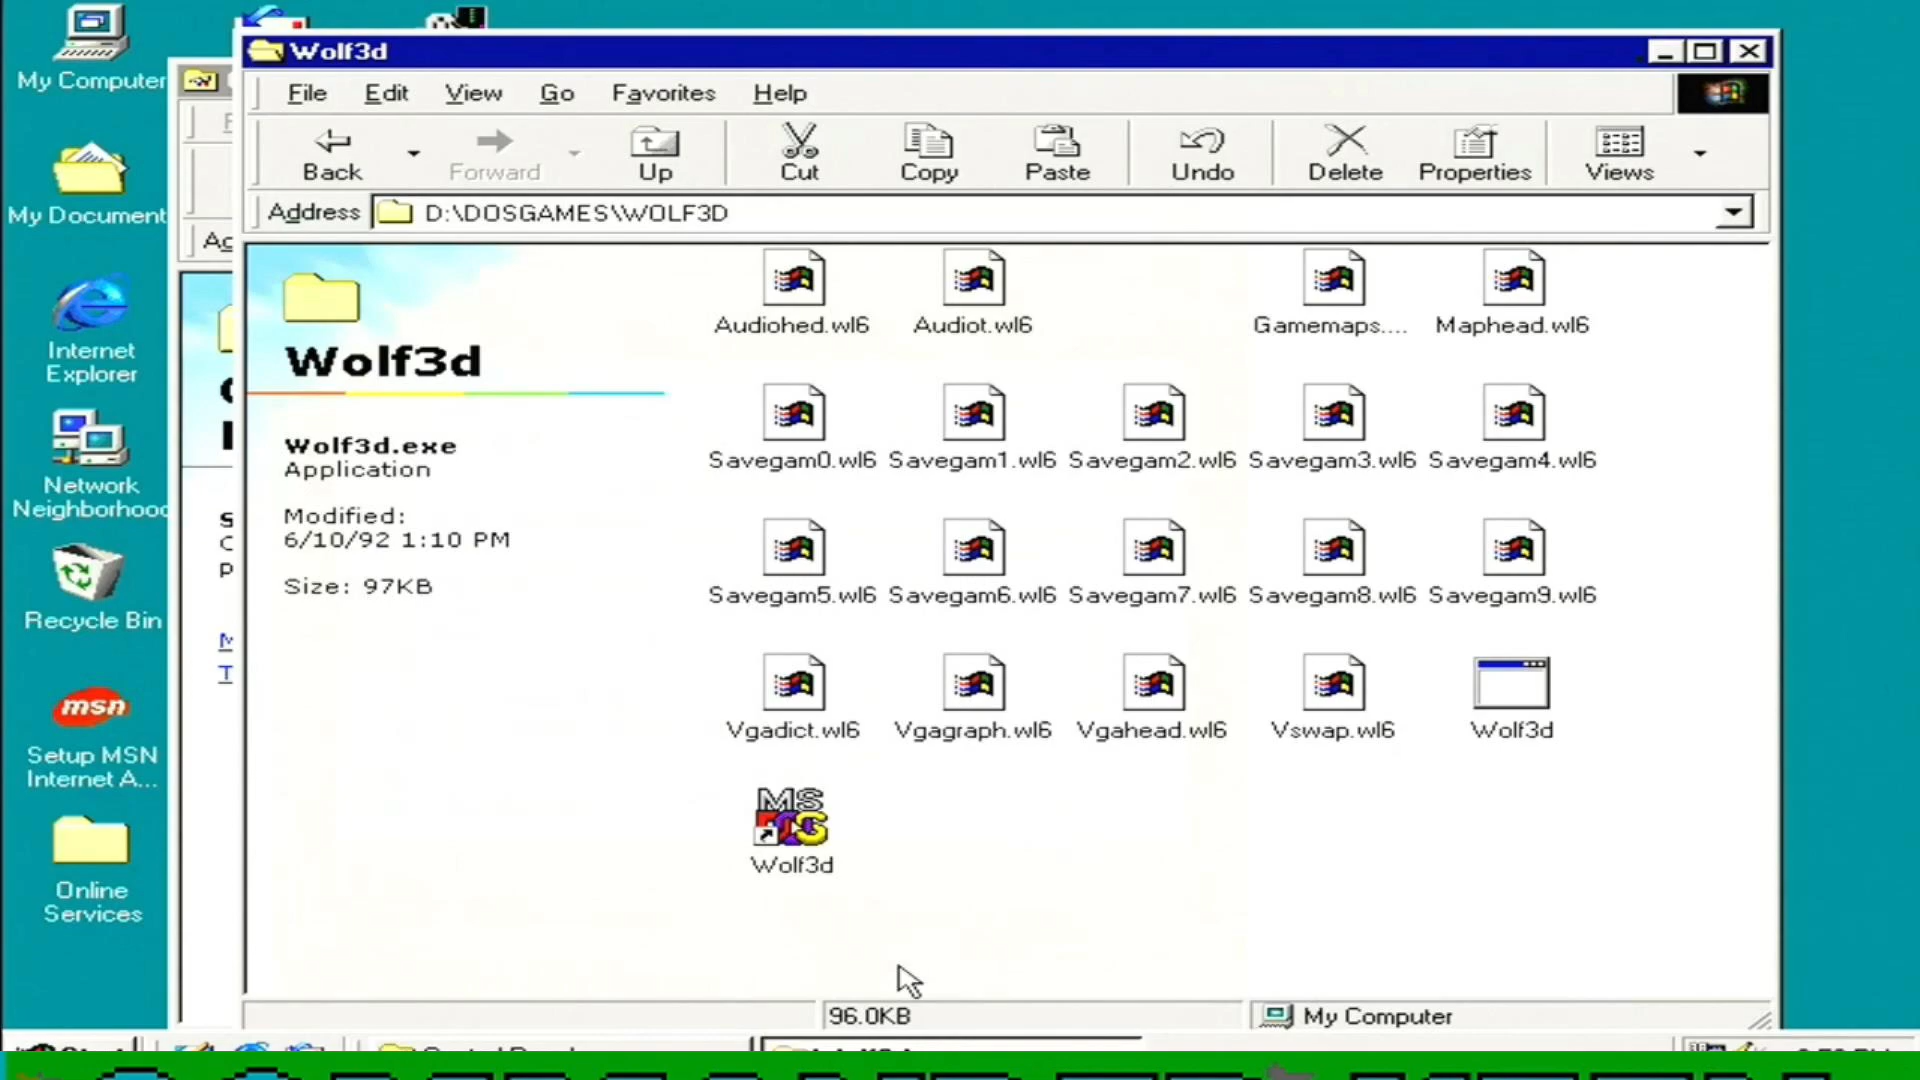 My Computer
My Document
Internet
Explorer
Network
Neighborhood
Recycle Bin
msn
Setup MSN
Internet A...
Online
Services
Wolf3d
File Edit View Go Favorites Help
Back Forward Up Cut Copy Paste Undo Delete Properties Views
Address D:\DOSGAMES\WOLF3D
Wolf3d
Wolf3d.exe
Application
Modified:
6/10/92 1:10 PM
Size: 97KB
Audiohed.wl6 Audiot.wl6 Gamemaps.... Maphead.wl6
Savegam0.wl6 Savegam1.wl6 Savegam2.wl6 Savegam3.wl6 Savegam4.wl6
Savegam5.wl6 Savegam6.wl6 Savegam7.wl6 Savegam8.wl6 Savegam9.wl6
Vgadict.wl6 Vgagraph.wl6 Vgahead.wl6 Vswap.wl6 Wolf3d
MS
Wolf3d
96.0KB My Computer